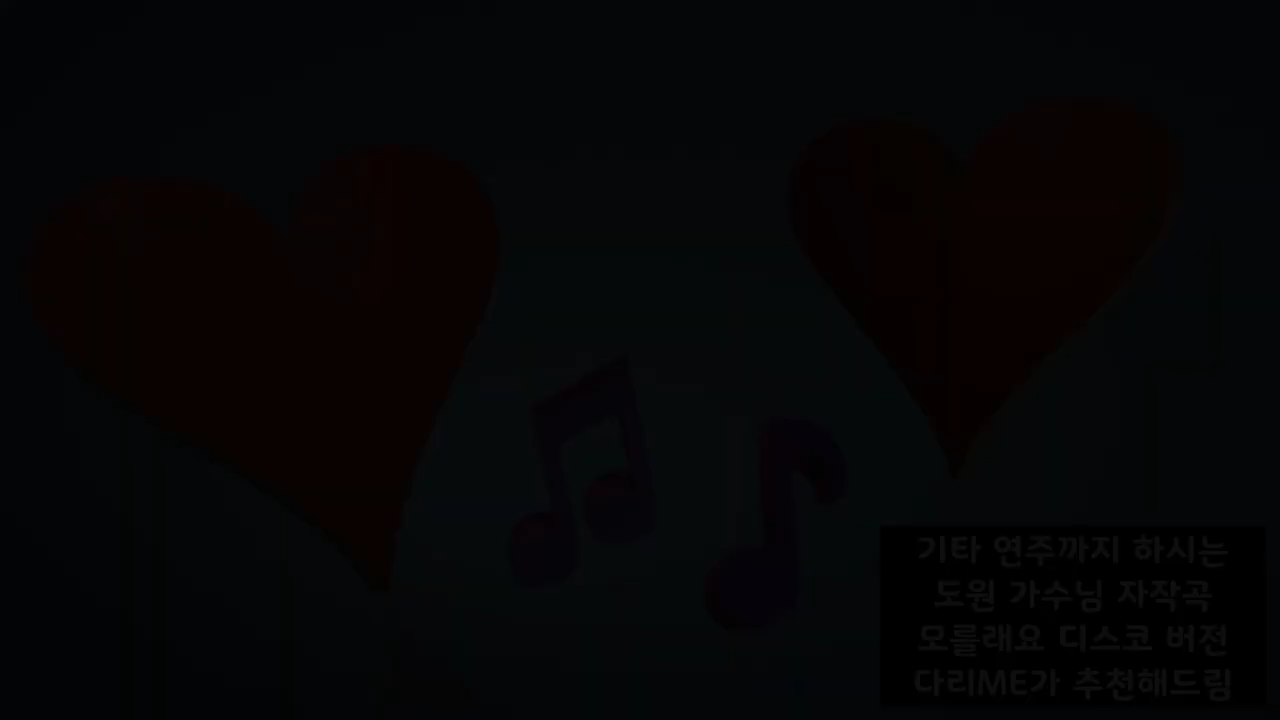 기타 연주까지 하시는
도원 가수님 자작곡
모를래요 디스코 버젼
다리ME가 추천해드림